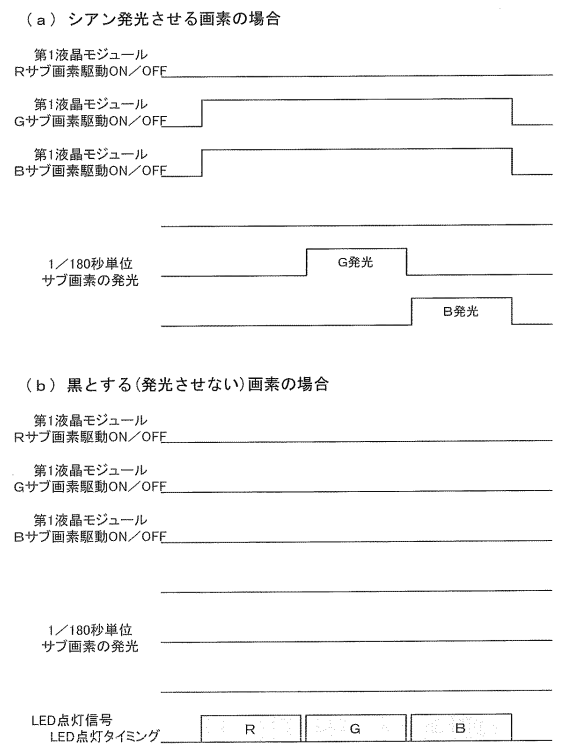 （ａ）シアン発光させる画素の場合
第1液晶モジュール
Rサブ画素駆動ON／OFF
第1液晶モジュール
Gサブ画素駆動ON／OFF
第1液晶モジュール
Bサブ画素駆動ON／OFF
1／180秒単位
サブ画素の発光
G発光
B発光
（ｂ）黒とする(発光させない)画素の場合
第1液晶モジュール
Rサブ画素駆動ON／OFF
第1液晶モジュール
Gサブ画素駆動ON／OFF
第1液晶モジュール
Bサブ画素駆動ON／OFF
1／180秒単位
サブ画素の発光
LED点灯信号
LED点灯タイミング
R
G
B